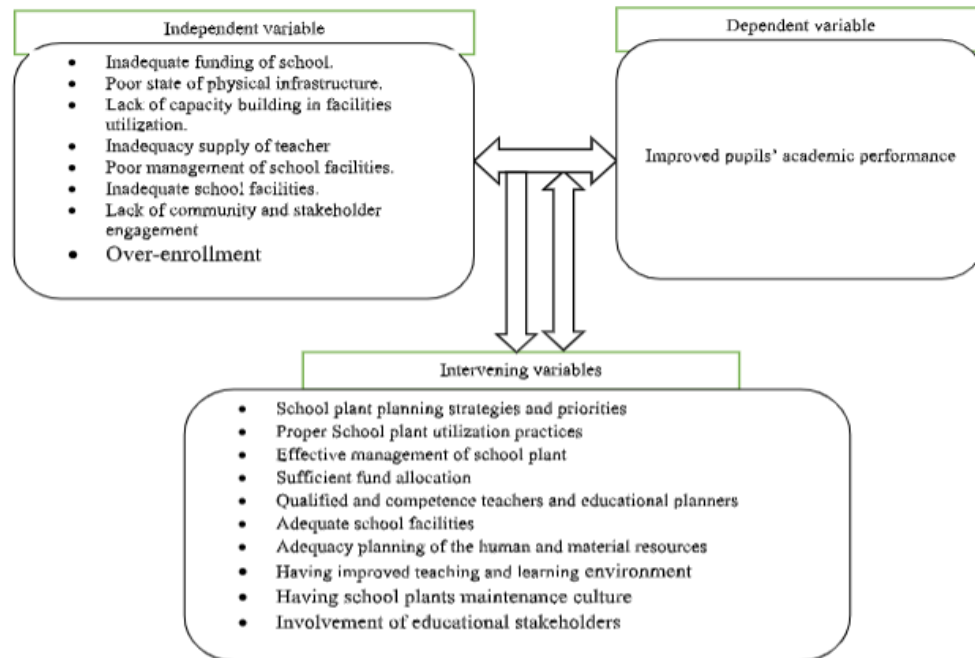 Independent variable
• Inadequate funding of school.
• Poor state of physical infrastructure.
• Lack of capacity building in facilities
utilization.
• Inadequacy supply of teacher
• Poor management of school facilities.
• Inadequate school facilities.
• Lack of community and stakeholder
engagement
• Over-enrollment
Dependent variable
Improved pupils' academic performance
Intervening variables
• School plant planning strategies and priorities
• Proper School plant utilization practices
• Effective management of school plant
• Sufficient fund allocation
• Qualified and competence teachers and educational planners
• Adequate school facilities
• Adequacy planning of the human and material resources
• Having improved teaching and learning environment
• Having school plants maintenance culture
• Involvement of educational stakeholders